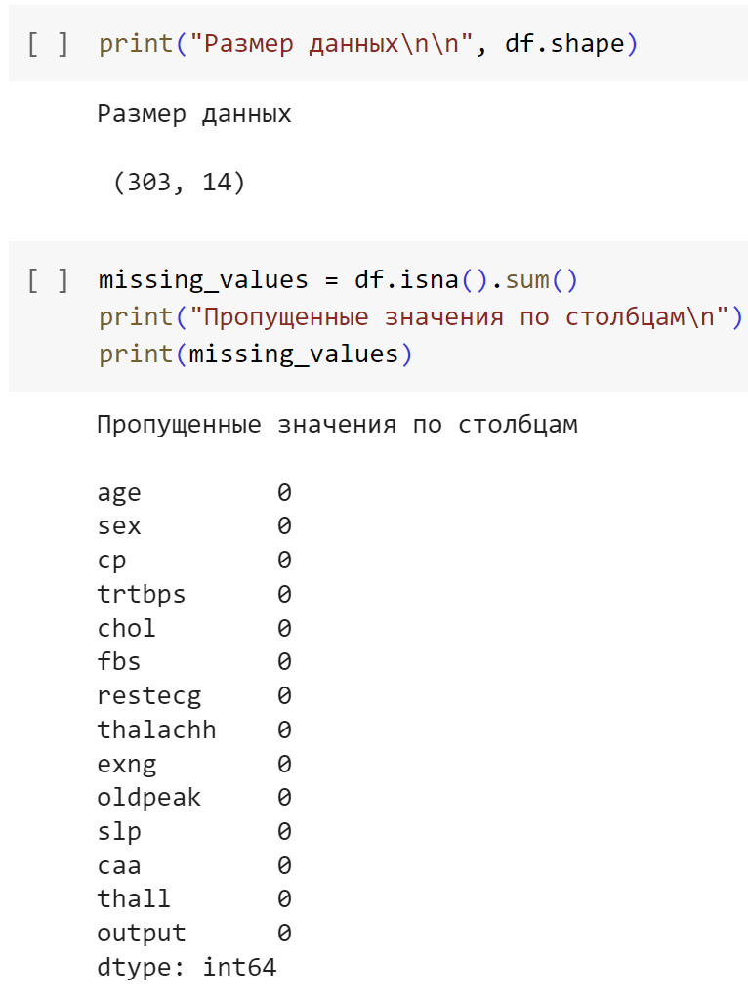 [ ] print("Размер данных\n\n", df.shape)
Размер данных
(303, 14)
[ ] missing_values = df.isna().sum()
print("Пропущенные значения по столбцам\n")
print(missing_values)
Пропущенные значения по столбцам
age 0
sex 0
cp 0
trtbps 0
chol 0
fbs 0
restecg 0
thalachh 0
exng 0
oldpeak 0
slp 0
caa 0
thall 0
output 0
dtype: int64